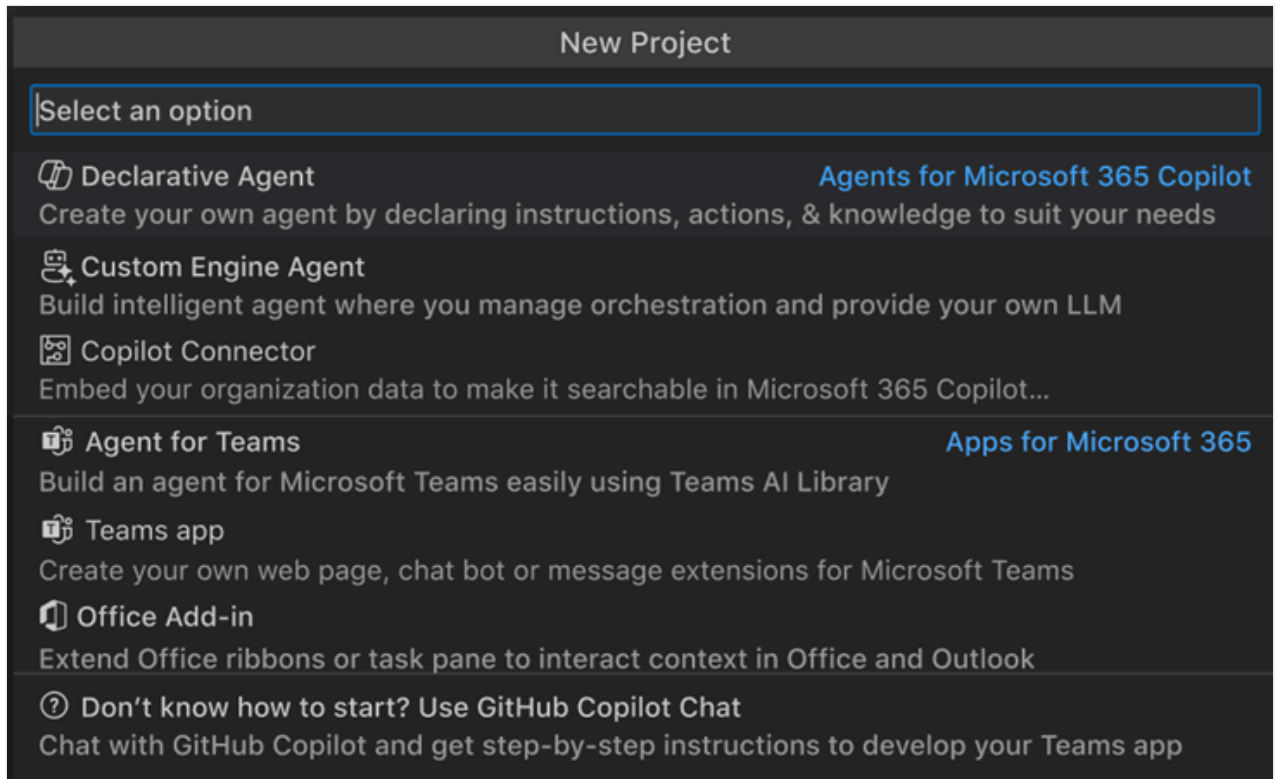 New Project
Select an option
Declarative Agent Agents for Microsoft 365 Copilot
Create your own agent by declaring instructions, actions, & knowledge to suit your needs
Custom Engine Agent
Build intelligent agent where you manage orchestration and provide your own LLM
Copilot Connector
Embed your organization data to make it searchable in Microsoft 365 Copilot...
Agent for Teams Apps for Microsoft 365
Build an agent for Microsoft Teams easily using Teams AI Library
Teams app
Create your own web page, chat bot or message extensions for Microsoft Teams
Office Add-in
Extend Office ribbons or task pane to interact context in Office and Outlook
Don’t know how to start? Use GitHub Copilot Chat
Chat with GitHub Copilot and get step-by-step instructions to develop your Teams app